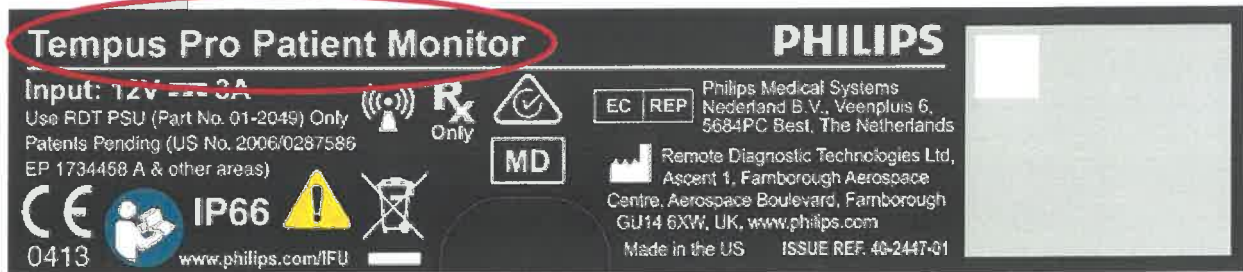 Tempus Pro Patient Monitor
PHILIPS
Input: 12V ⎓ 3A
Use RDT PSU (Part No. 01-2049) Only
Patents Pending (US No. 2006/0287586
EP 1734458 A & other areas)
CE
0413
IP66
www.philips.com/IFU
Rx
Only
MD
EC REP
Philips Medical Systems
Nederland B.V., Veenpluis 6,
5684PC Best, The Netherlands
Remote Diagnostic Technologies Ltd,
Ascent 1, Farnborough Aerospace
Centre, Aerospace Boulevard, Farnborough
GU14 6XW, UK, www.philips.com
Made in the US ISSUE REF. 40-2447-01